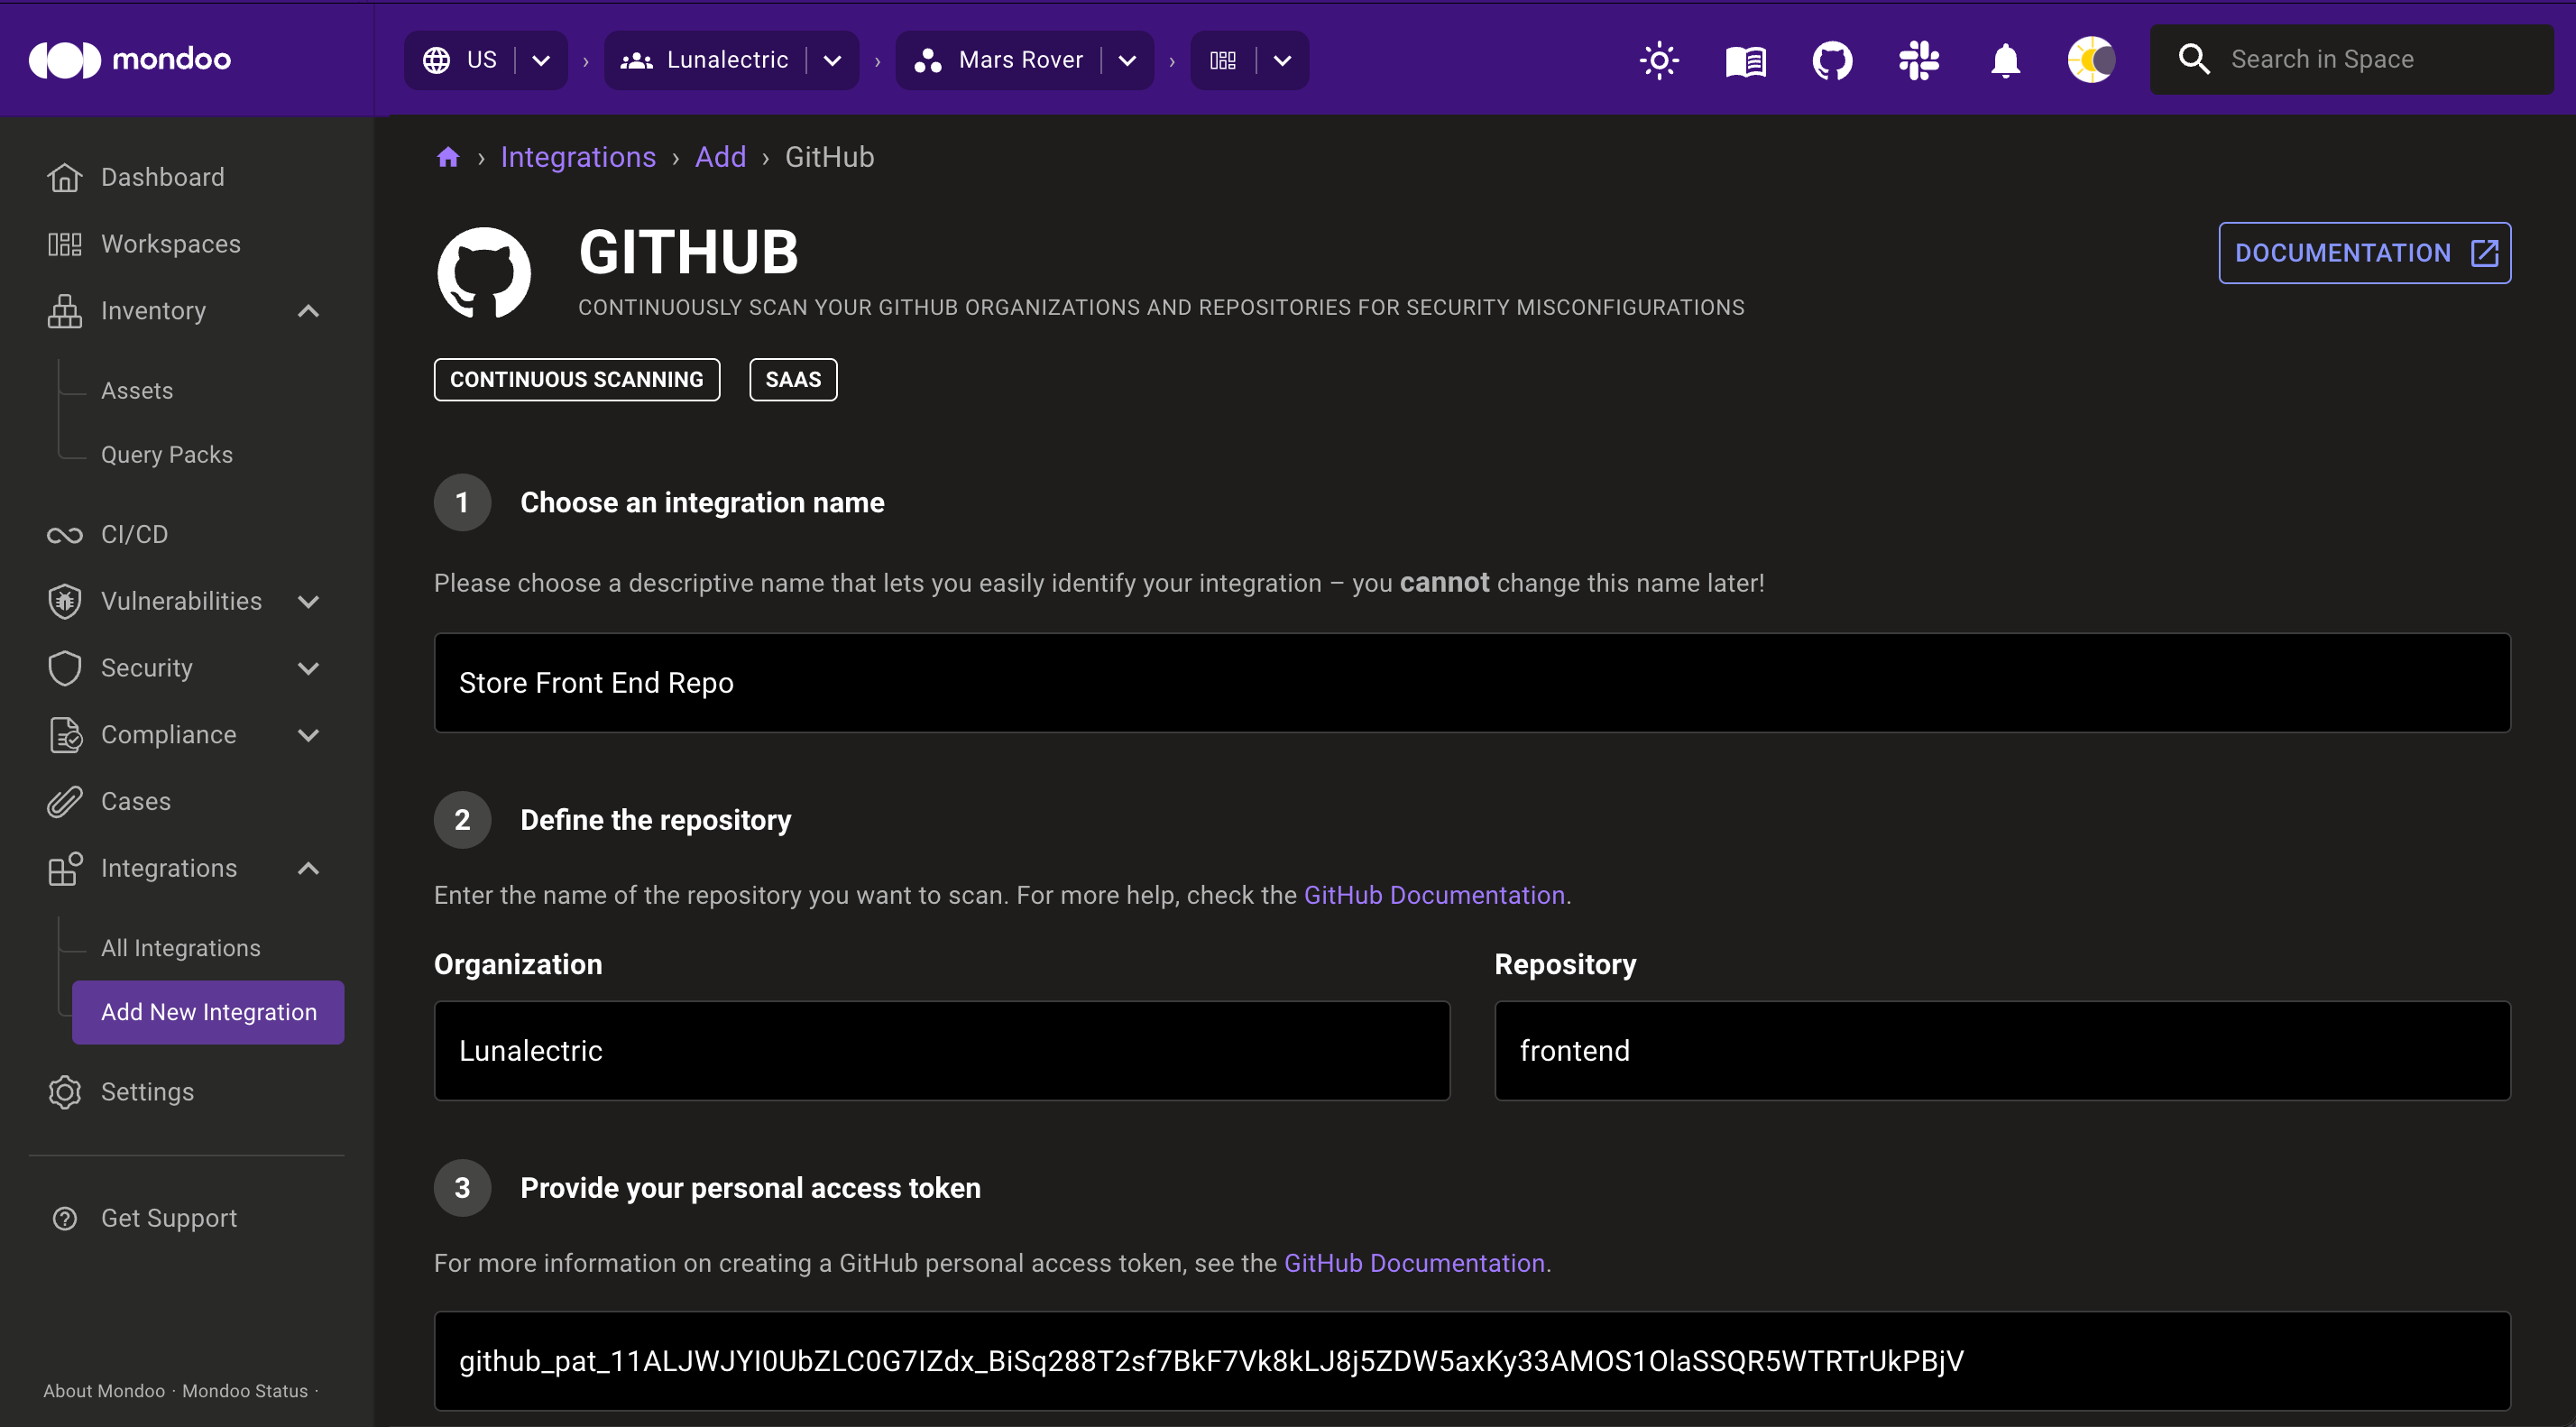 mondoo
US
Lunalectric
Mars Rover
Search in Space
Dashboard
Workspaces
Inventory
Assets
Query Packs
CI/CD
Vulnerabilities
Security
Compliance
Cases
Integrations
All Integrations
Add New Integration
Settings
Get Support
About Mondoo · Mondoo Status ·
› Integrations › Add › GitHub
GITHUB
CONTINUOUSLY SCAN YOUR GITHUB ORGANIZATIONS AND REPOSITORIES FOR SECURITY MISCONFIGURATIONS
DOCUMENTATION
CONTINUOUS SCANNING
SAAS
1 Choose an integration name
Please choose a descriptive name that lets you easily identify your integration – you cannot change this name later!
Store Front End Repo
2 Define the repository
Enter the name of the repository you want to scan. For more help, check the GitHub Documentation.
Organization
Lunalectric
Repository
frontend
3 Provide your personal access token
For more information on creating a GitHub personal access token, see the GitHub Documentation.
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